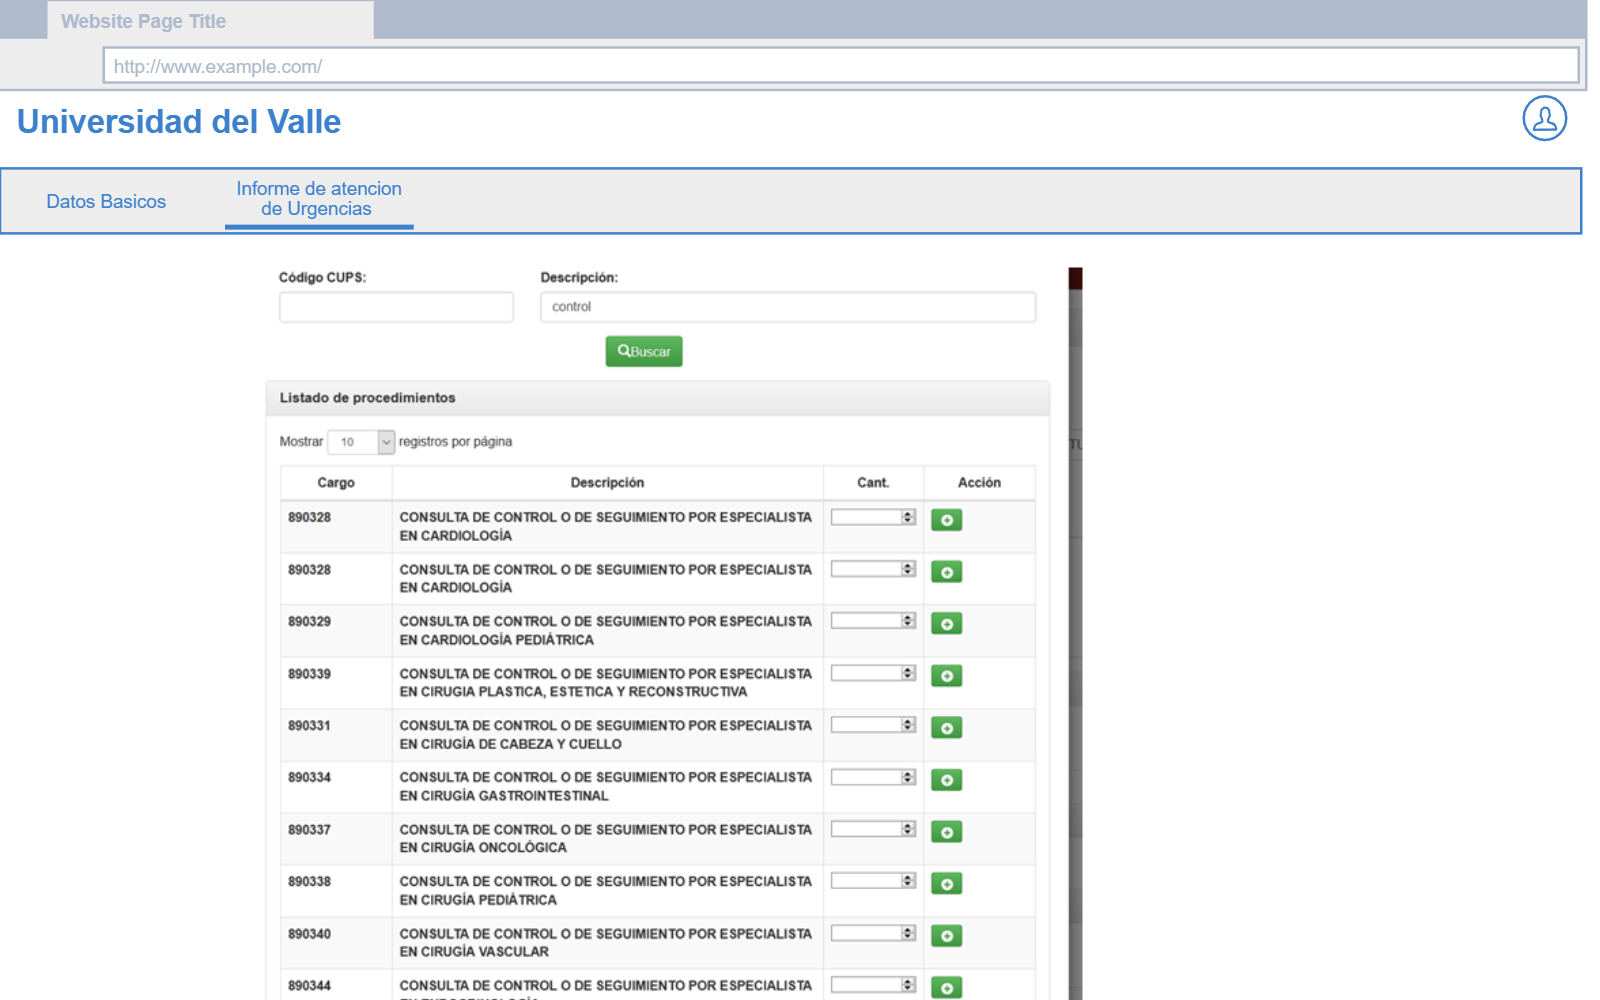 Website Page Title
http://www.example.com/
Universidad del Valle
Datos Basicos
Informe de atencion
de Urgencias
Código CUPS:
Descripción:
control
Buscar
Listado de procedimientos
Mostrar 10 registros por página
Cargo Descripción Cant. Acción
890328 CONSULTA DE CONTROL O DE SEGUIMIENTO POR ESPECIALISTA
EN CARDIOLOGÍA
890328 CONSULTA DE CONTROL O DE SEGUIMIENTO POR ESPECIALISTA
EN CARDIOLOGÍA
890329 CONSULTA DE CONTROL O DE SEGUIMIENTO POR ESPECIALISTA
EN CARDIOLOGÍA PEDIÁTRICA
890339 CONSULTA DE CONTROL O DE SEGUIMIENTO POR ESPECIALISTA
EN CIRUGIA PLASTICA, ESTETICA Y RECONSTRUCTIVA
890331 CONSULTA DE CONTROL O DE SEGUIMIENTO POR ESPECIALISTA
EN CIRUGÍA DE CABEZA Y CUELLO
890334 CONSULTA DE CONTROL O DE SEGUIMIENTO POR ESPECIALISTA
EN CIRUGÍA GASTROINTESTINAL
890337 CONSULTA DE CONTROL O DE SEGUIMIENTO POR ESPECIALISTA
EN CIRUGÍA ONCOLÓGICA
890338 CONSULTA DE CONTROL O DE SEGUIMIENTO POR ESPECIALISTA
EN CIRUGÍA PEDIÁTRICA
890340 CONSULTA DE CONTROL O DE SEGUIMIENTO POR ESPECIALISTA
EN CIRUGÍA VASCULAR
890344 CONSULTA DE CONTROL O DE SEGUIMIENTO POR ESPECIALISTA